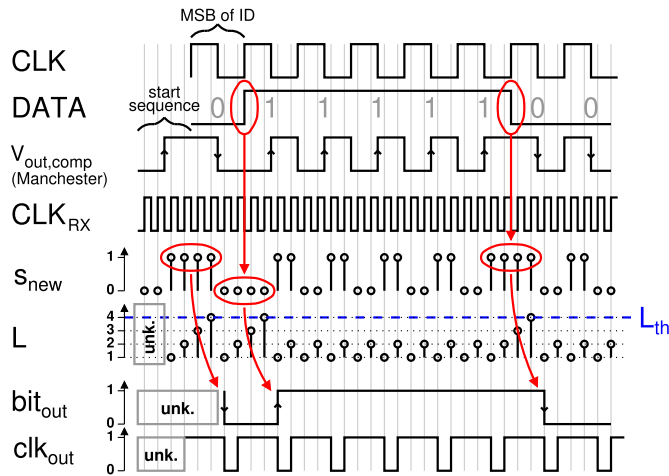 MSB of ID
CLK
start
sequence
DATA
0 1 1 1 1 1 0 0
V out,comp
(Manchester)
CLK RX
s new
1
0
L
4
3
2
1
unk.
L th
bit out
1
0
unk.
clk out
1
0
unk.